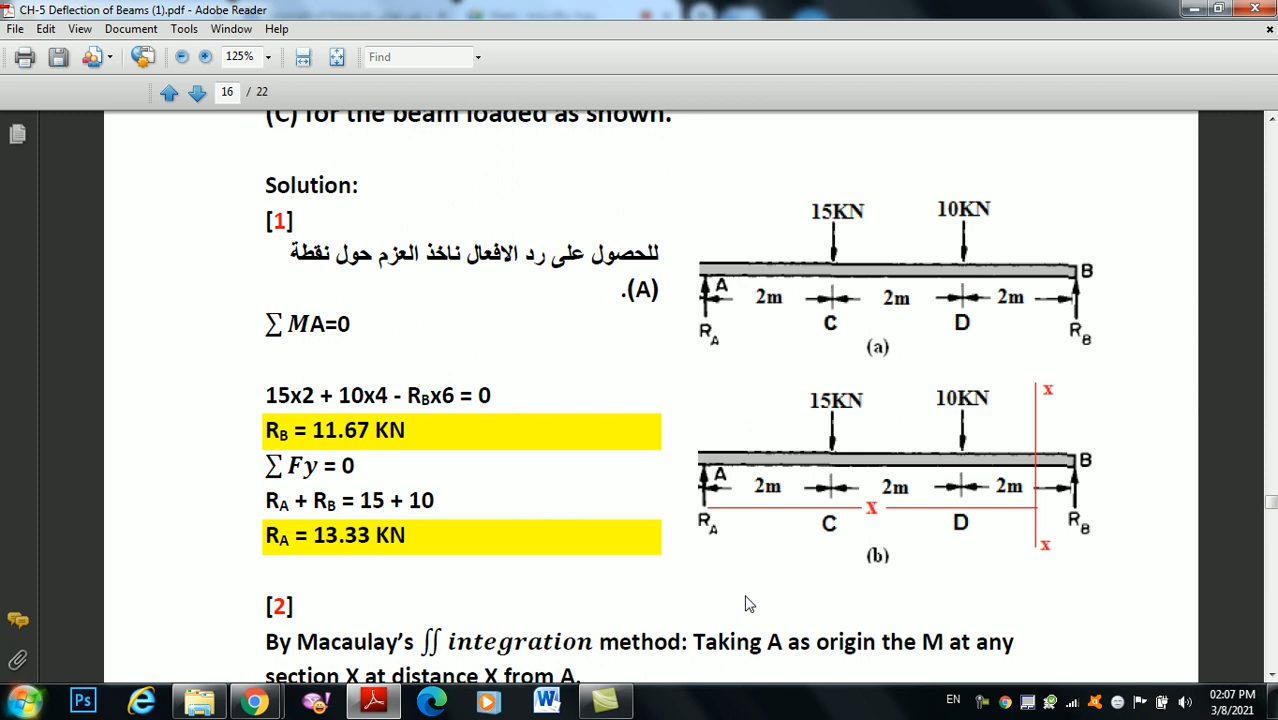 CH-5 Deflection of Beams (1).pdf - Adobe Reader
File Edit View Document Tools Window Help
125% Find
16 / 22
(C) for the beam loaded as shown.
Solution:
[1]
للحصول على رد الافعال ناخذ العزم حول نقطة
(A).
∑ MA=0
15x2 + 10x4 - RBx6 = 0
RB = 11.67 KN
∑ Fy = 0
RA + RB = 15 + 10
RA = 13.33 KN
15KN 10KN
A B
2m 2m 2m
RA C D RB
(a)
x
15KN 10KN
A B
2m 2m 2m
x
RA C D RB
x
(b)
[2]
By Macaulay’s ∬ integration method: Taking A as origin the M at any
section X at distance X from A.
Ps W EN 02:07 PM
3/8/2021